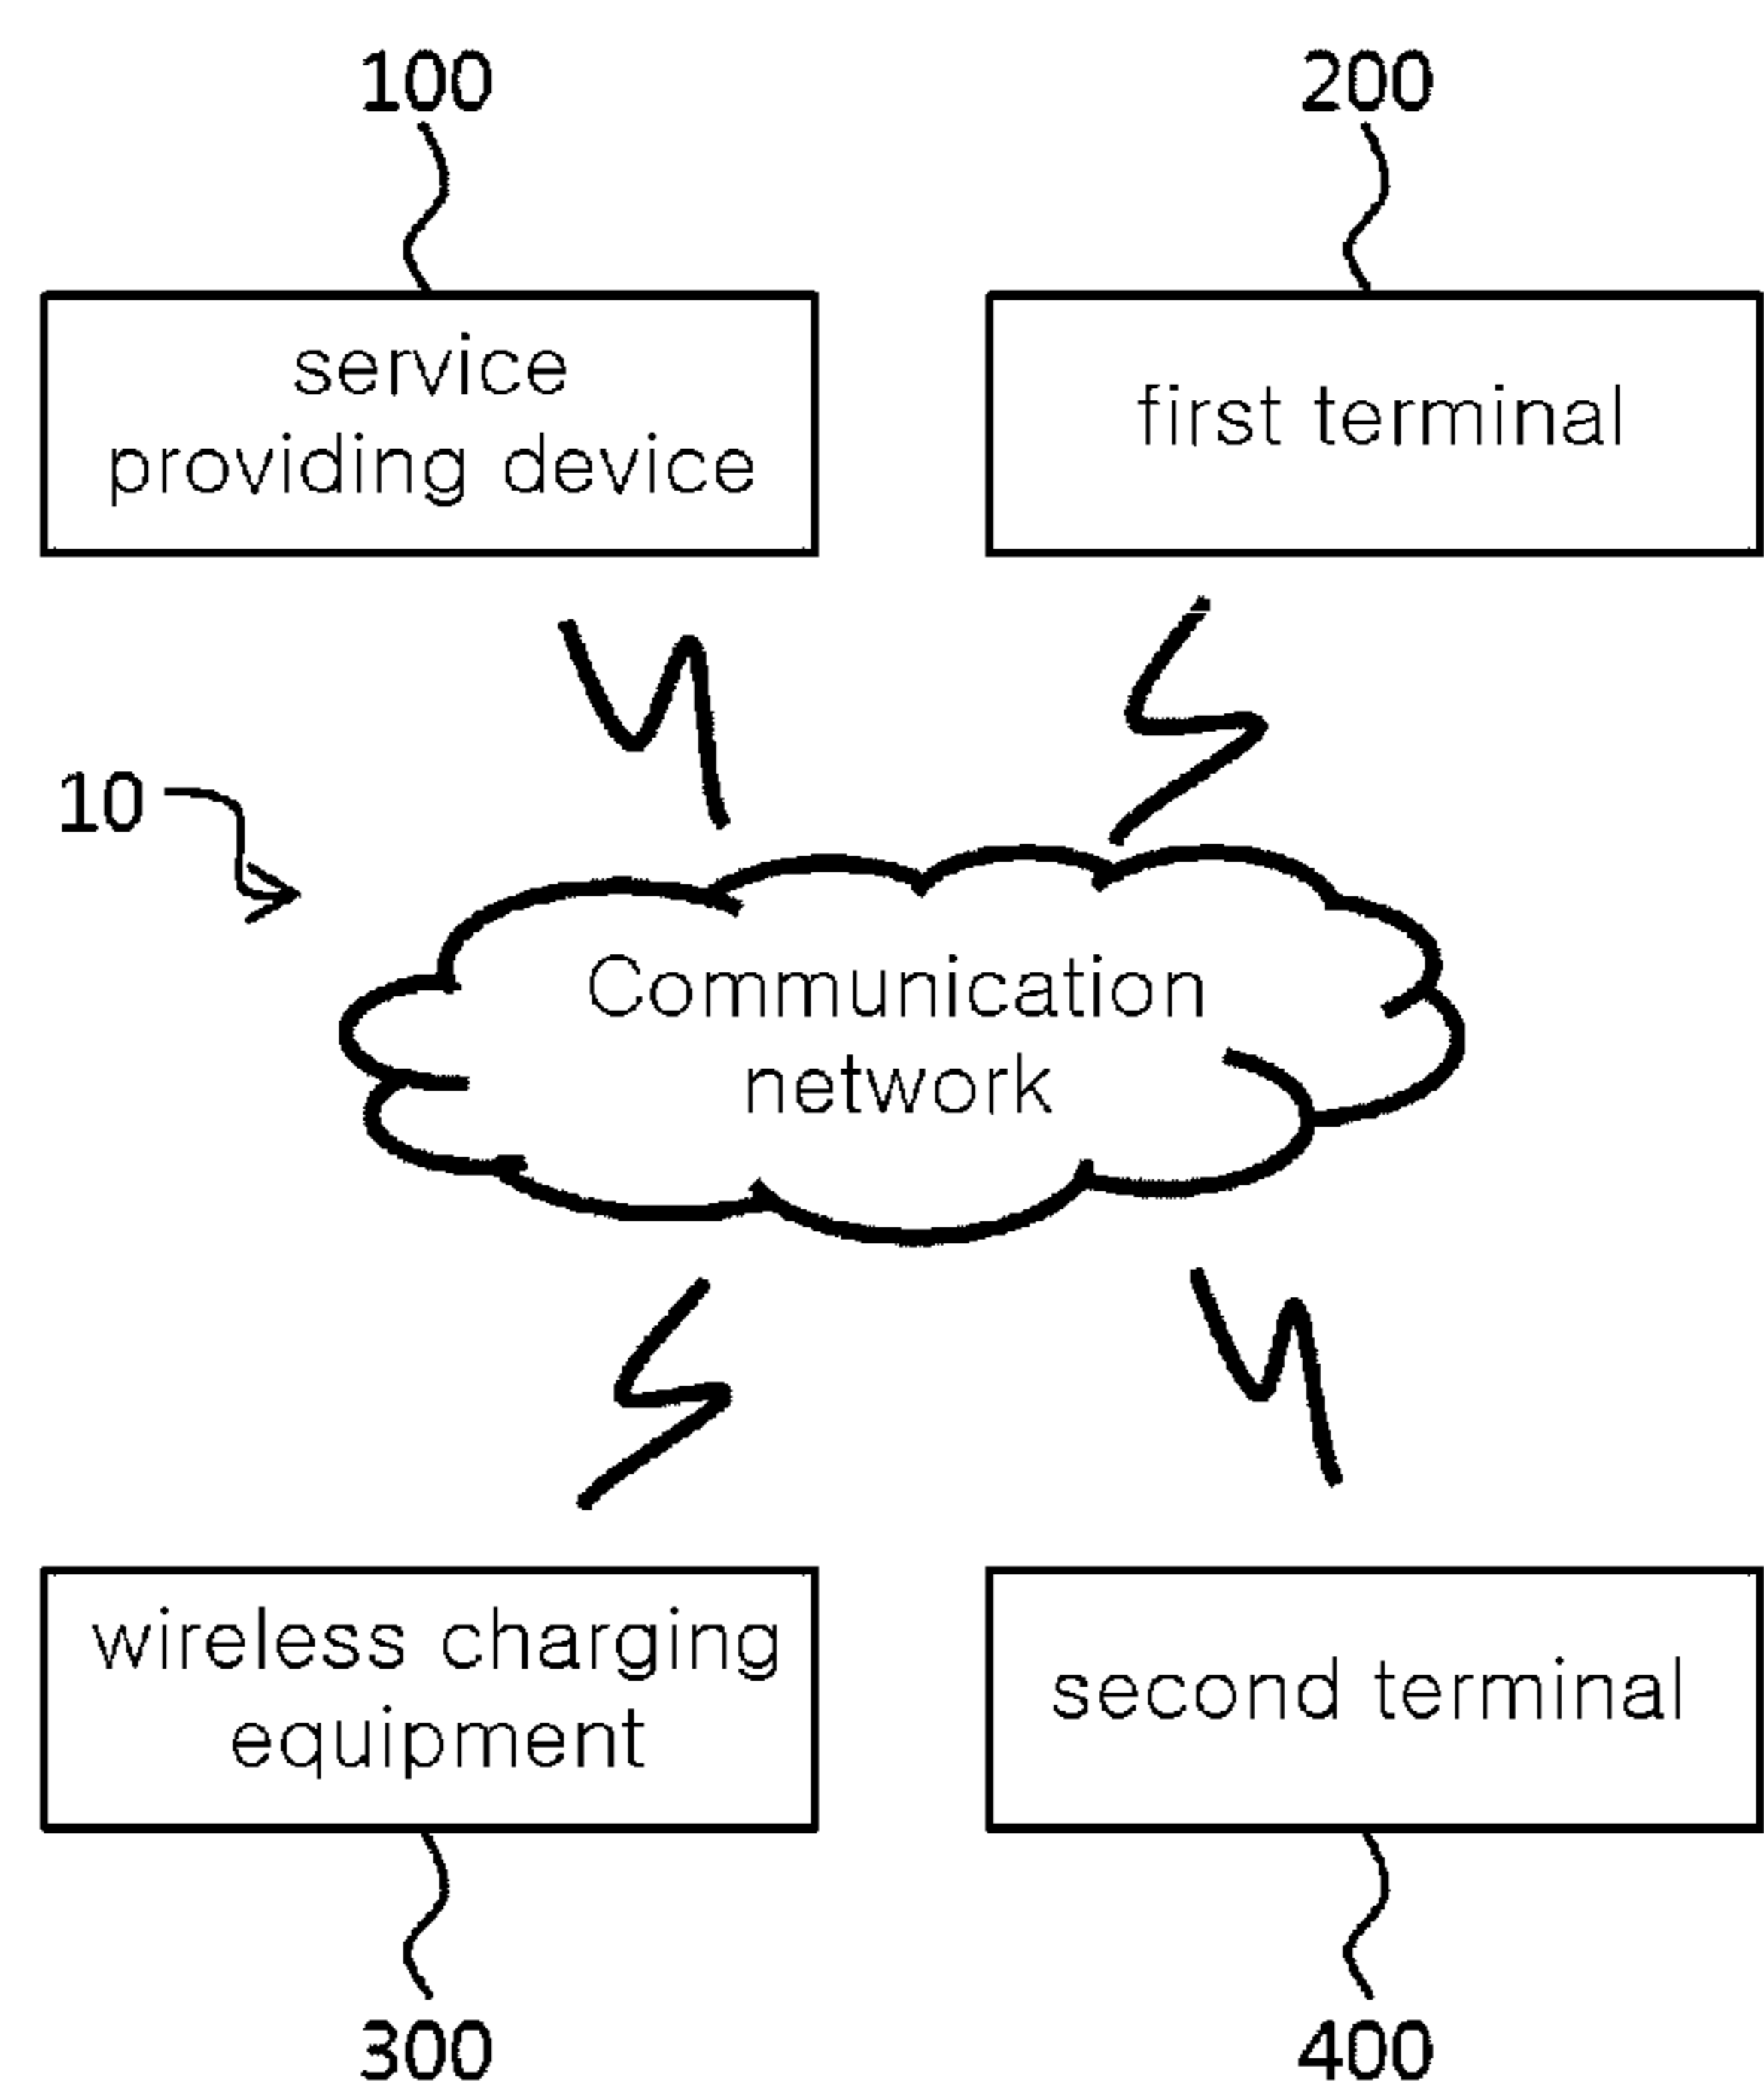 100
200
service
providing device
first terminal
10
Communication
network
wireless charging
equipment
second terminal
300
400